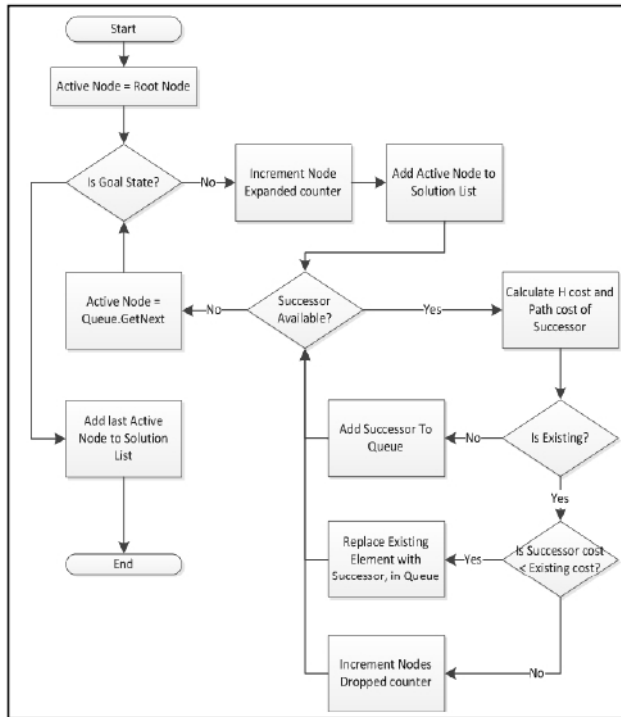 Start
Active Node = Root Node
Is Goal State?
No
Increment Node
Expanded counter
Add Active Node to
Solution List
Active Node =
Queue.GetNext
No
Successor
Available?
Yes
Calculate H cost and
Path cost of
Successor
Add last Active
Node to Solution
List
Add Successor To
Queue
No
Is Existing?
Yes
End
Replace Existing
Element with
Successor, in Queue
Yes
Is Successor cost
< Existing cost?
Increment Nodes
Dropped counter
No